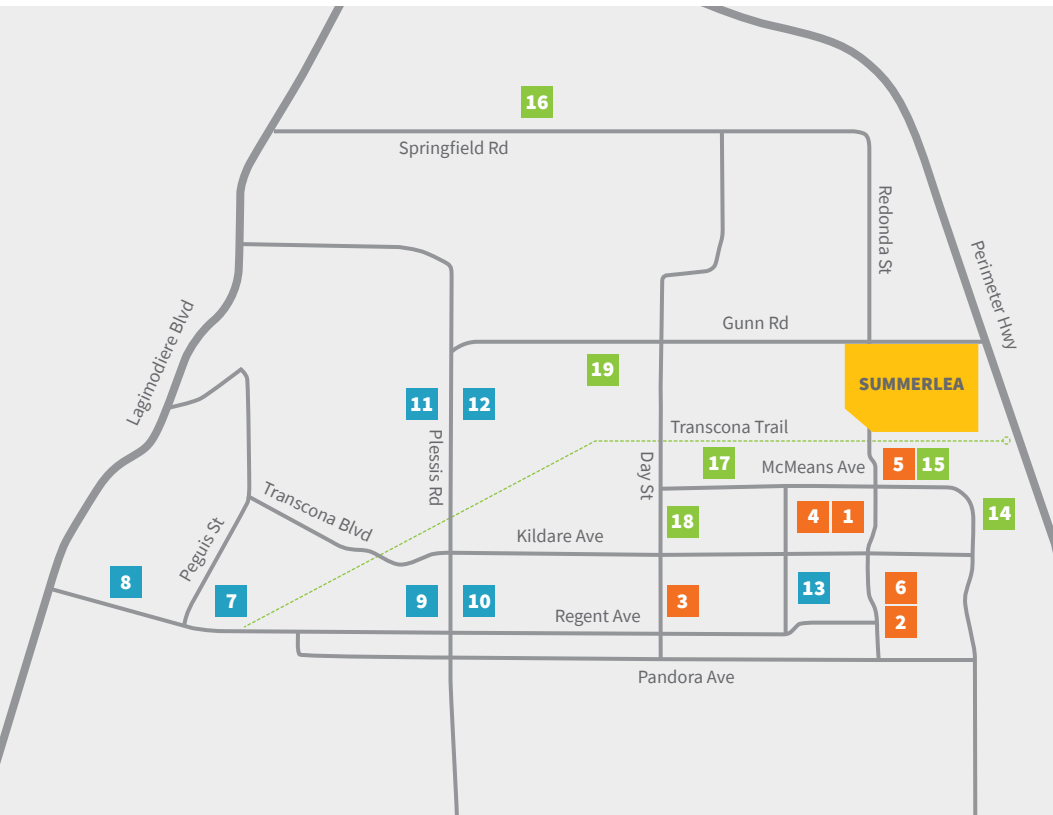 16
Springfield Rd
Redonda St
Perimeter Hwy
Lagimodiere Blvd
Gunn Rd
19
SUMMERLEA
11
12
Transcona Trail
Plessis Rd
Day St
17
McMeans Ave
5
15
Transcona Blvd
18
4
1
14
Peguis St
Kildare Ave
8
7
9
10
3
13
6
Regent Ave
2
Pandora Ave